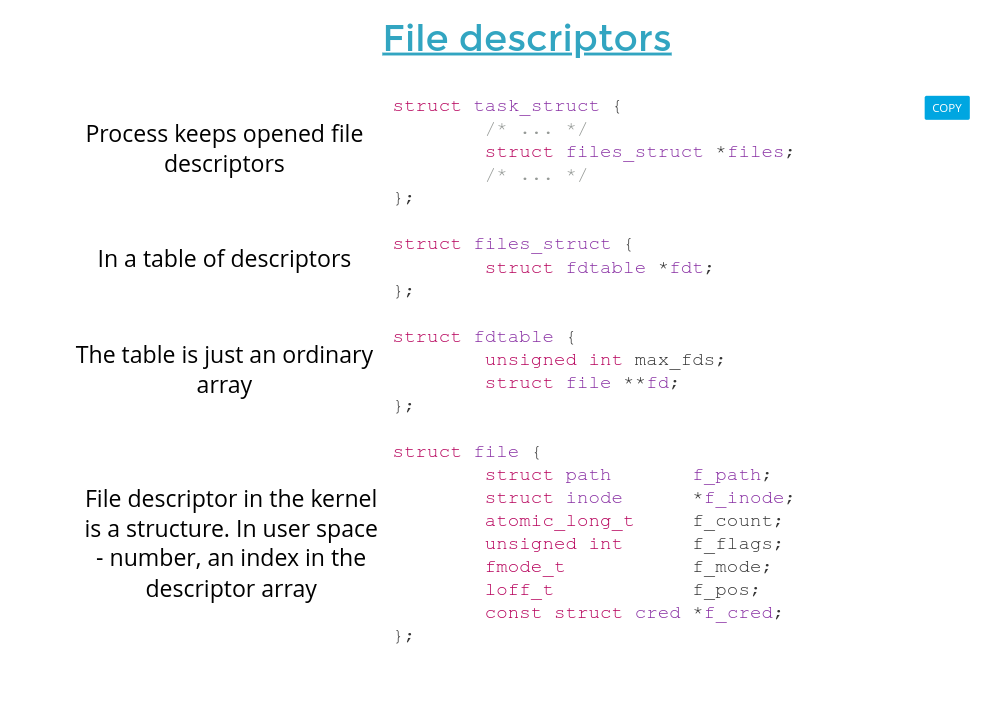 File descriptors
COPY
Process keeps opened file
descriptors
struct task_struct {
        /* ... */
        struct files_struct *files;
        /* ... */
};
In a table of descriptors
struct files_struct {
        struct fdtable *fdt;
};
The table is just an ordinary
array
struct fdtable {
        unsigned int max_fds;
        struct file **fd;
};
File descriptor in the kernel
is a structure. In user space
- number, an index in the
descriptor array
struct file {
        struct path       f_path;
        struct inode      *f_inode;
        atomic_long_t     f_count;
        unsigned int      f_flags;
        fmode_t           f_mode;
        loff_t            f_pos;
        const struct cred *f_cred;
};